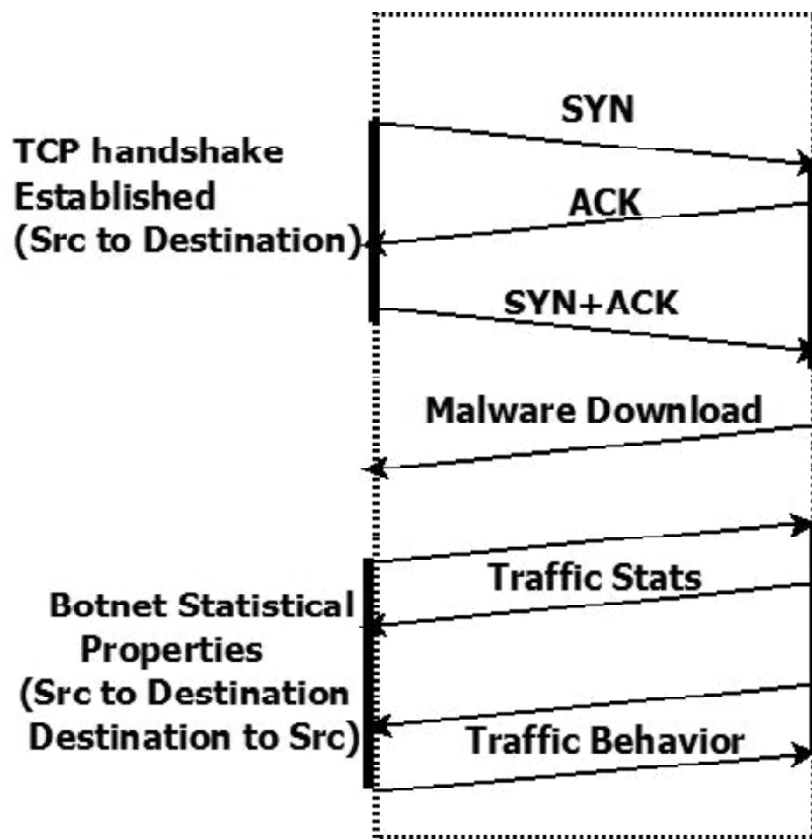 SYN
TCP handshake
Established
(Src to Destination)
ACK
SYN+ACK
Malware Download
Traffic Stats
Botnet Statistical
Properties
(Src to Destination
Destination to Src)
Traffic Behavior